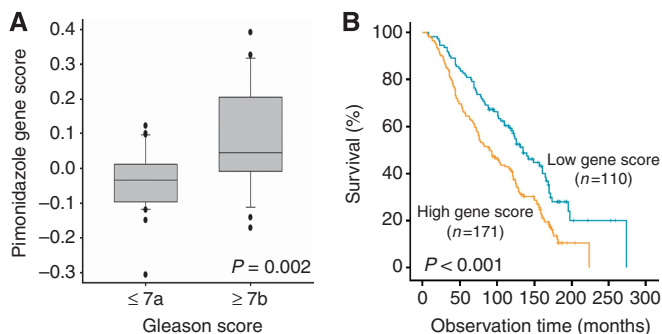 A
Pimonidazole gene score
0.4
0.3
0.2
0.1
0.0
−0.1
−0.2
−0.3
P = 0.002
≤ 7a
≥ 7b
Gleason score
B
Survival (%)
100
80
60
40
20
0
Low gene score
(n=110)
High gene score
(n=171)
P < 0.001
0 50 100 150 200 250 300
Observation time (months)